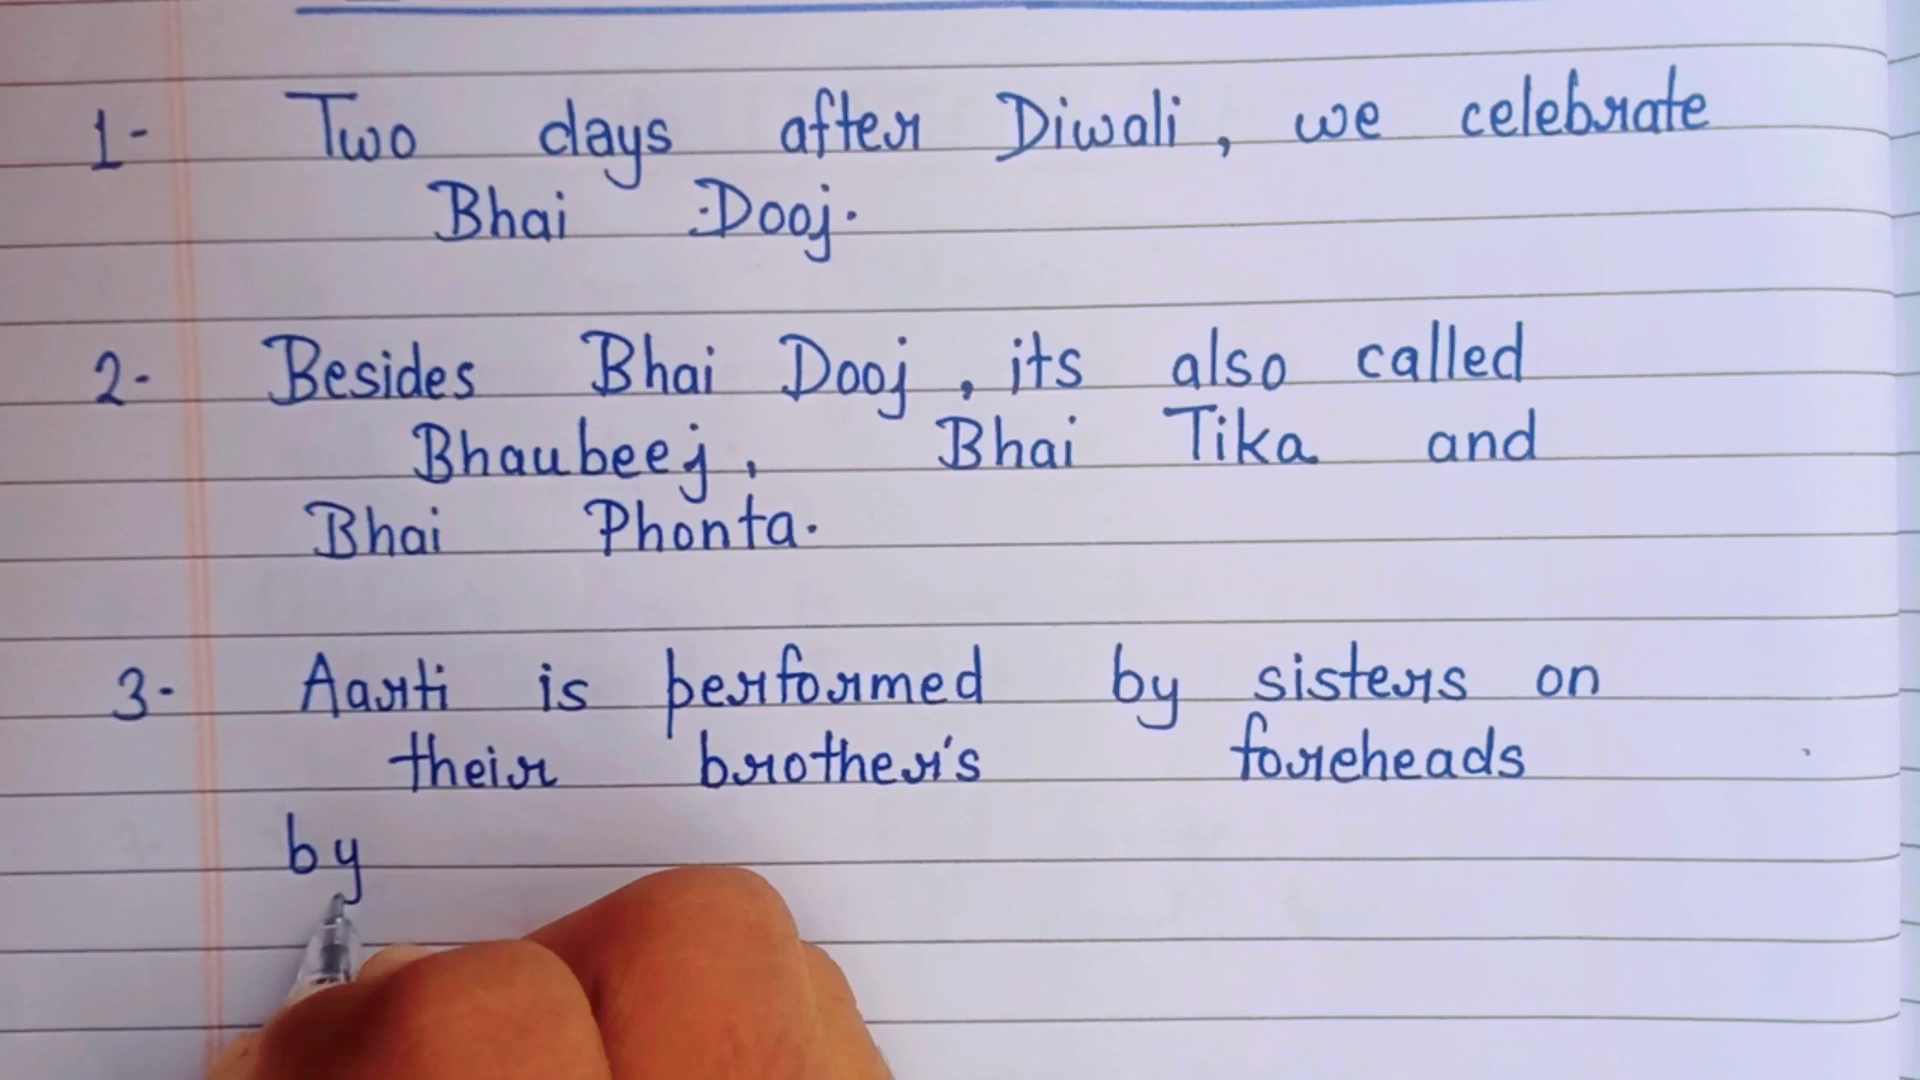 1- Two days after Diwali, we celebrate
Bhai Dooj.
2- Besides Bhai Dooj, its also called
Bhaubeej, Bhai Tika and
Bhai Phonta.
3- Aarti is performed by sisters on
their brother's foreheads
by